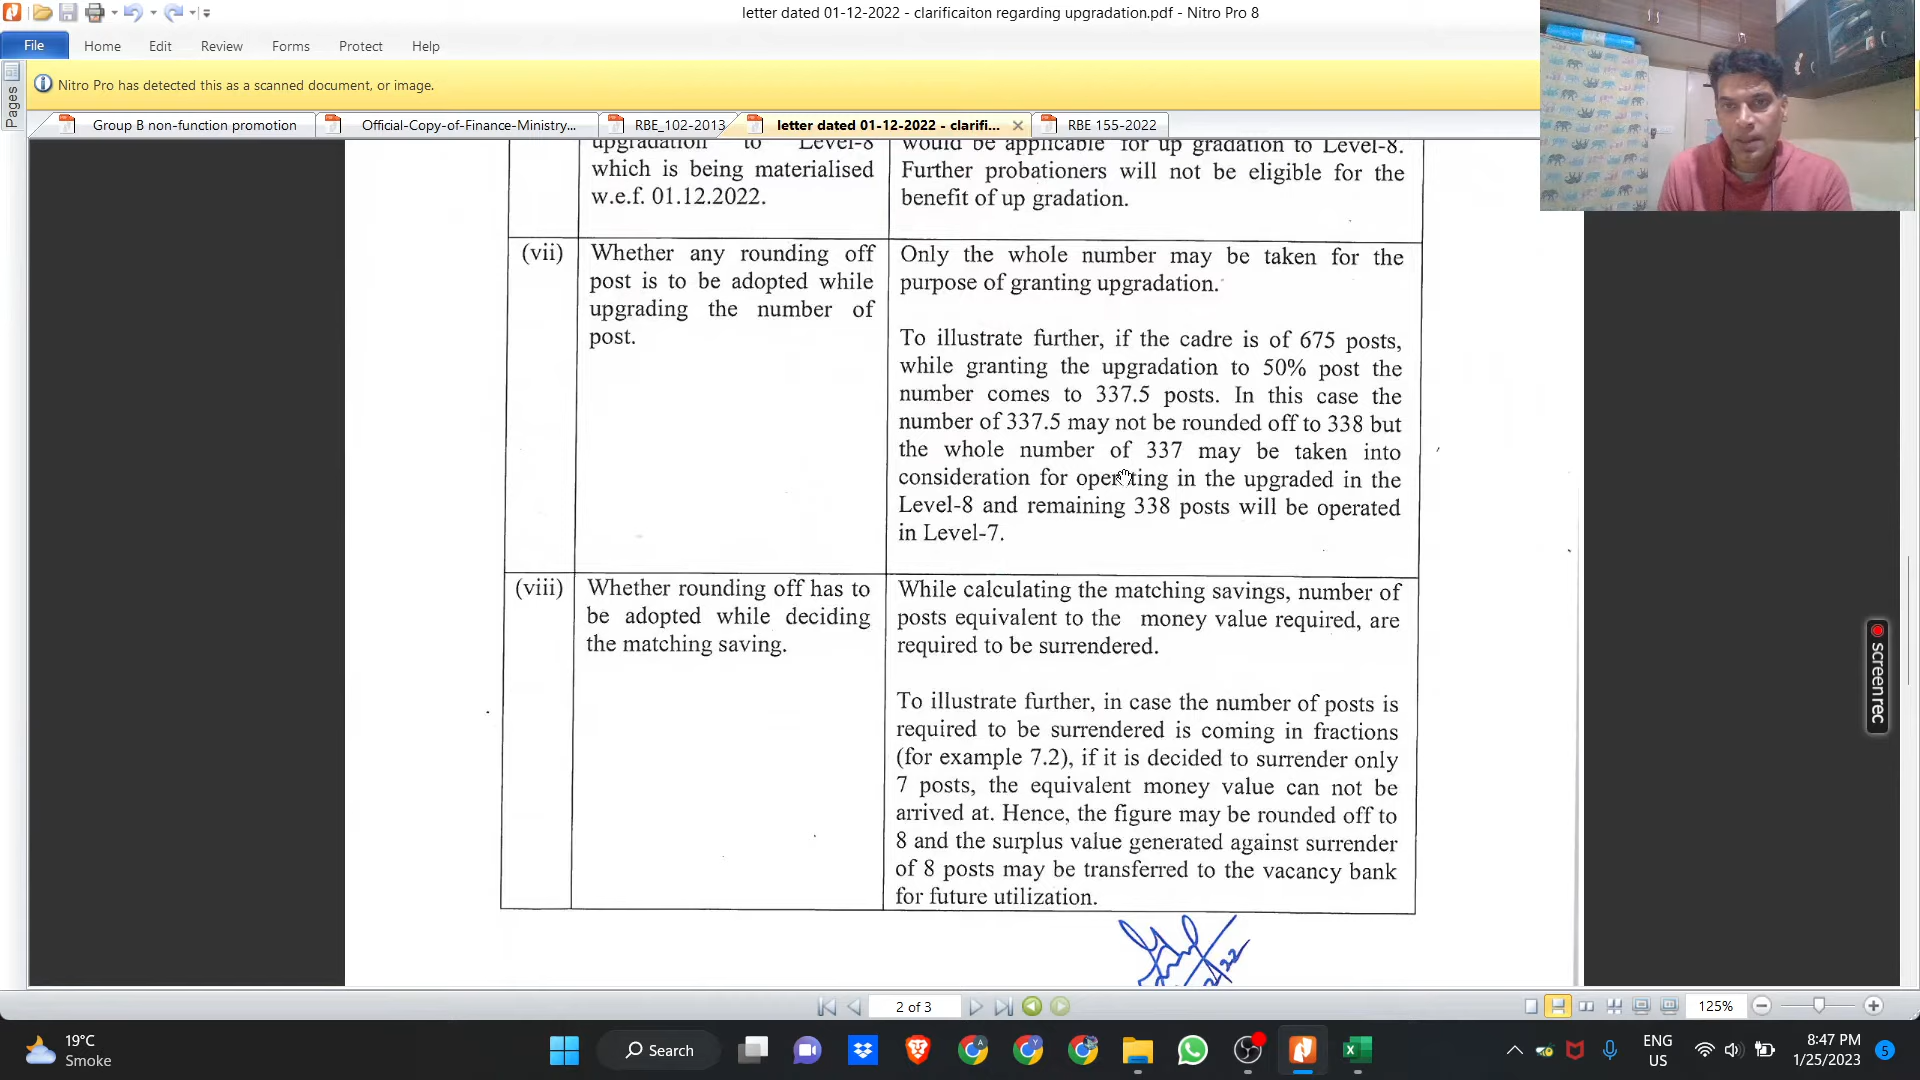 letter dated 01-12-2022 - clarificaiton regarding upgradation.pdf - Nitro Pro 8
File
Home
Edit
Review
Forms
Protect
Help
Nitro Pro has detected this as a scanned document, or image.
Pages
Group B non-function promotion
Official-Copy-of-Finance-Ministry...
RBE_102-2013
letter dated 01-12-2022 - clarifi...
RBE 155-2022
upgradation to Level-8
which is being materialised
w.e.f. 01.12.2022.
would be applicable for up gradation to Level-8.
Further probationers will not be eligible for the
benefit of up gradation.
(vii)
Whether any rounding off
post is to be adopted while
upgrading the number of
post.
Only the whole number may be taken for the
purpose of granting upgradation.
To illustrate further, if the cadre is of 675 posts,
while granting the upgradation to 50% post the
number comes to 337.5 posts. In this case the
number of 337.5 may not be rounded off to 338 but
the whole number of 337 may be taken into
consideration for operating in the upgraded in the
Level-8 and remaining 338 posts will be operated
in Level-7.
(viii)
Whether rounding off has to
be adopted while deciding
the matching saving.
While calculating the matching savings, number of
posts equivalent to the money value required, are
required to be surrendered.
To illustrate further, in case the number of posts is
required to be surrendered is coming in fractions
(for example 7.2), if it is decided to surrender only
7 posts, the equivalent money value can not be
arrived at. Hence, the figure may be rounded off to
8 and the surplus value generated against surrender
of 8 posts may be transferred to the vacancy bank
for future utilization.
screenrec
2 of 3
125%
19°C
Smoke
Search
ENG
US
8:47 PM
1/25/2023
5